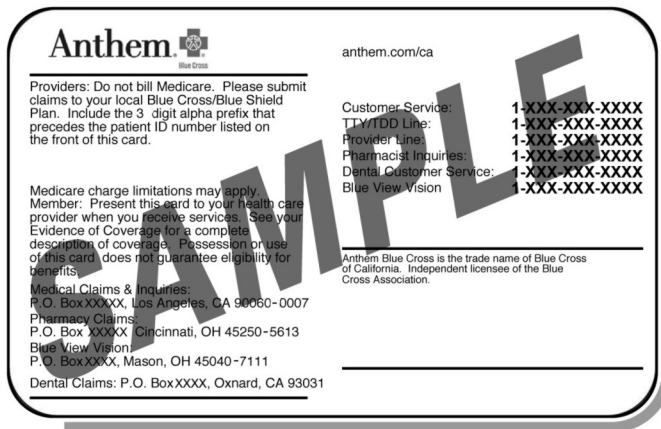 Anthem
Blue Cross
Providers: Do not bill Medicare. Please submit
claims to your local Blue Cross/Blue Shield
Plan. Include the 3 digit alpha prefix that
precedes the patient ID number listed on
the front of this card.
Medicare charge limitations may apply.
Member: Present this card to your health care
provider when you receive services. See your
Evidence of Coverage for a complete
description of coverage. Possession or use
of this card does not guarantee eligibility for
benefits
Medical Claims & Inquiries:
P.O. Box XXXXX, Los Angeles, CA 90060-0007
Pharmacy Claims:
P.O. Box XXXXX Cincinnati, OH 45250-5613
Blue View Vision:
P.O. Box XXXX, Mason, OH 45040-7111
Dental Claims: P.O. Box XXXX, Oxnard, CA 93031
anthem.com/ca
Customer Service: 1-XXX-XXX-XXXX
TTY/TDD Line: 1-XXX-XXX-XXXX
Provider Line: 1-XXX-XXX-XXXX
Pharmacist Inquiries: 1-XXX-XXX-XXXX
Dental Customer Service: 1-XXX-XXX-XXXX
Blue View Vision 1-XXX-XXX-XXXX
Anthem Blue Cross is the trade name of Blue Cross
of California. Independent licensee of the Blue
Cross Association.
SAMPLE